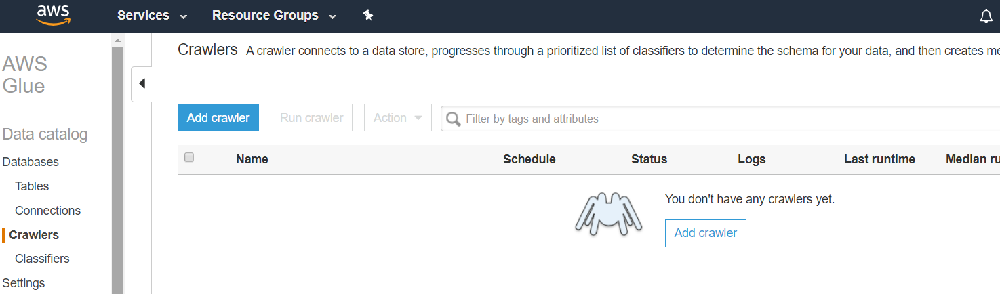 aws
Services
Resource Groups
AWS
Glue
Data catalog
Databases
Tables
Connections
Crawlers
Classifiers
Settings
Crawlers A crawler connects to a data store, progresses through a prioritized list of classifiers to determine the schema for your data, and then creates me
Add crawler
Run crawler
Action
Filter by tags and attributes
Name
Schedule
Status
Logs
Last runtime
Median ru
You don't have any crawlers yet.
Add crawler